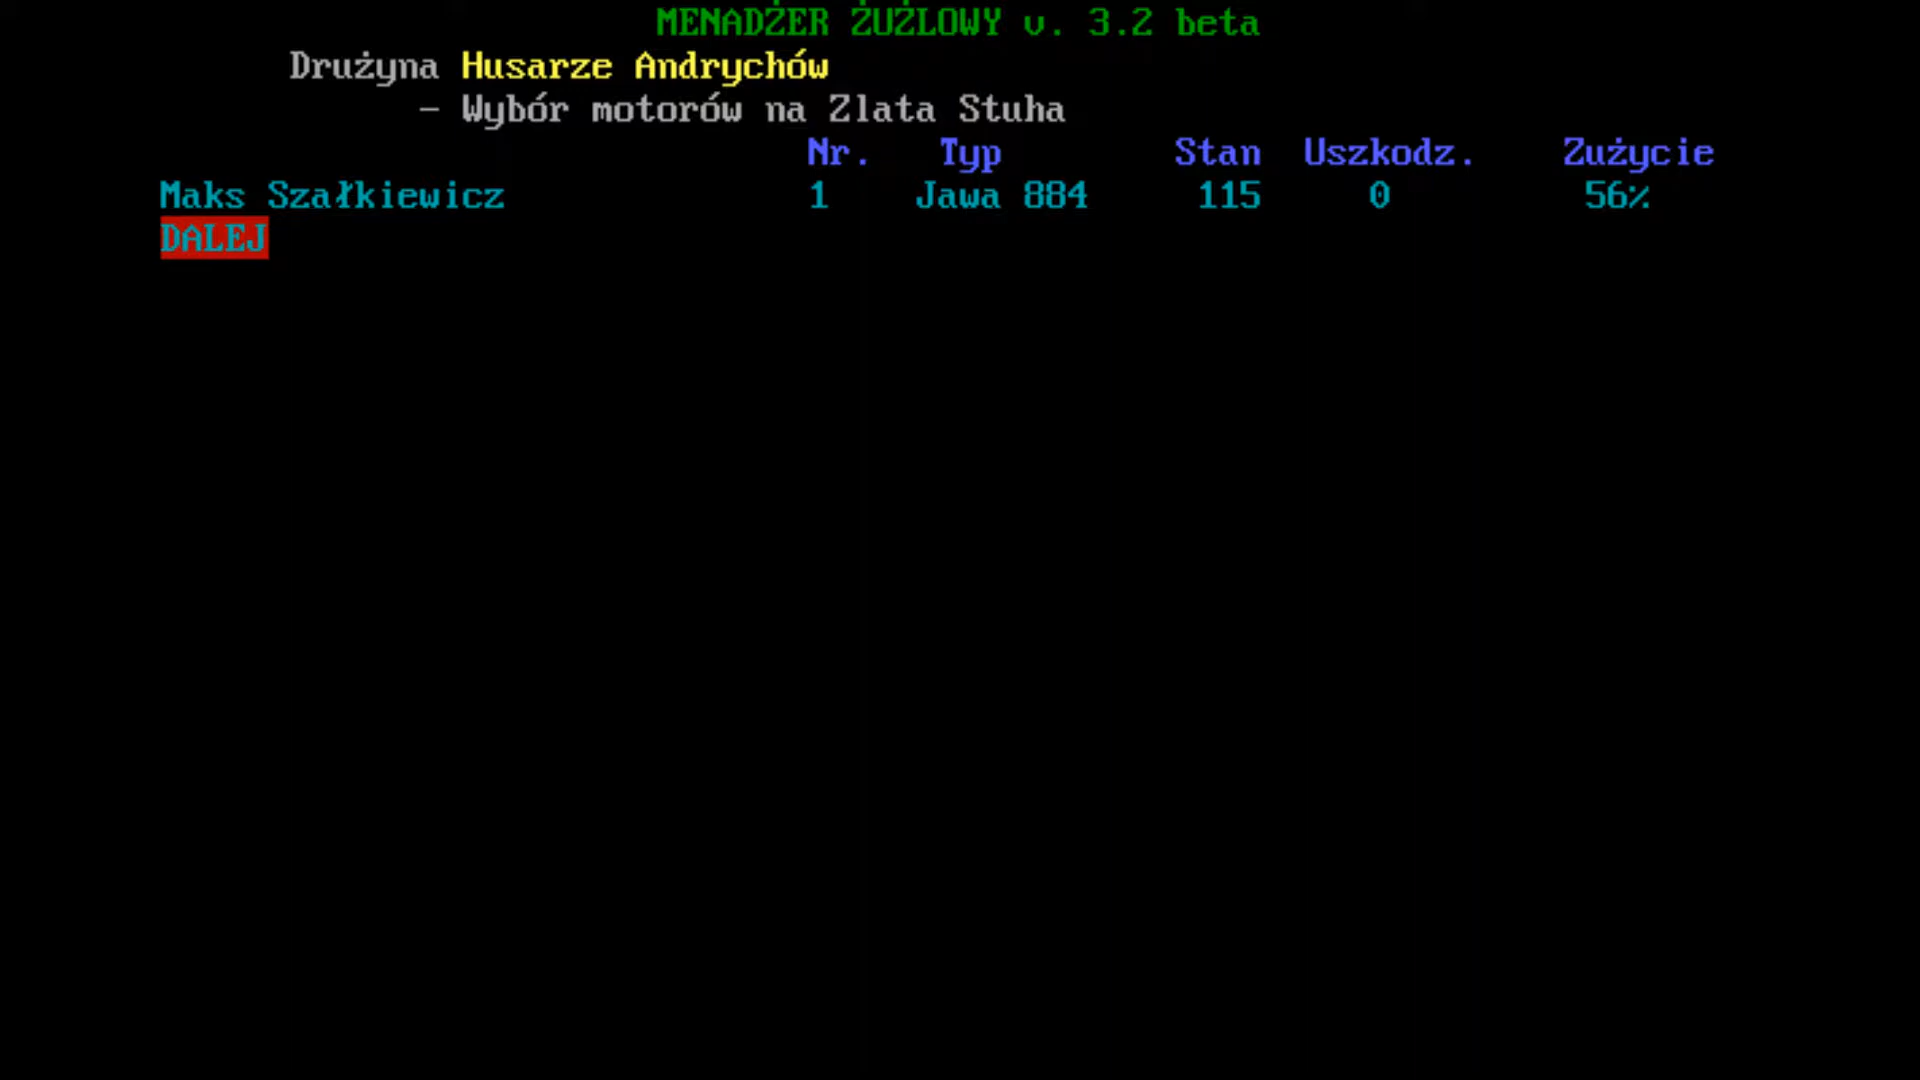 MENADŻER ŻUŻLOWY v. 3.2 beta
Drużyna Husarze Andrychów
- Wybór motorów na Zlata Stuha
Nr. Typ Stan Uszkodz. Zużycie
Maks Szałkiewicz 1 Jawa 884 115 0 56%
DALEJ